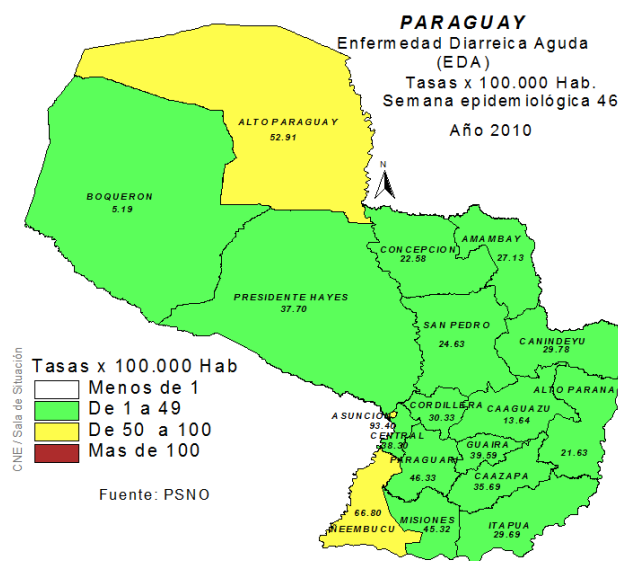 PARAGUAY
Enfermedad Diarreica Aguda
(EDA)
Tasas x 100.000 Hab.
Semana epidemiológica 46
Año 2010
ALTO PARAGUAY
52.91
N
BOQUERON
5.19
CONCEPCION
22.58
AMAMBAY
27.13
PRESIDENTE HAYES
37.70
SAN PEDRO
24.63
CANINDEYU
29.78
ALTO PARANA
21.63
CORDILLERA
30.33
CAAGUAZU
13.64
ASUNCION
93.40
CENTRAL
38.30
GUAIRA
39.59
PARAGUARI
46.33
CAAZAPA
35.69
66.80
NEEMBUCU
MISIONES
45.32
ITAPUA
29.69
Tasas x 100.000 Hab
Menos de 1
De 1 a 49
De 50 a 100
Mas de 100
Fuente: PSNO
CNE / Sala de Situación